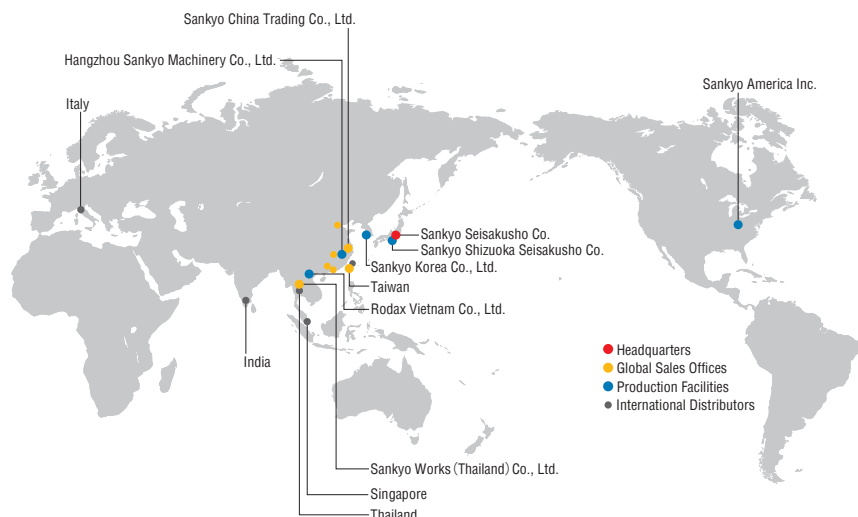 Sankyo China Trading Co., Ltd.
Hangzhou Sankyo Machinery Co., Ltd.
Sankyo America Inc.
Italy
Sankyo Seisakusho Co.
Sankyo Shizuoka Seisakusho Co.
Sankyo Korea Co., Ltd.
Taiwan
Rodax Vietnam Co., Ltd.
India
Headquarters
Global Sales Offices
Production Facilities
International Distributors
Sankyo Works (Thailand) Co., Ltd.
Singapore
Thailand